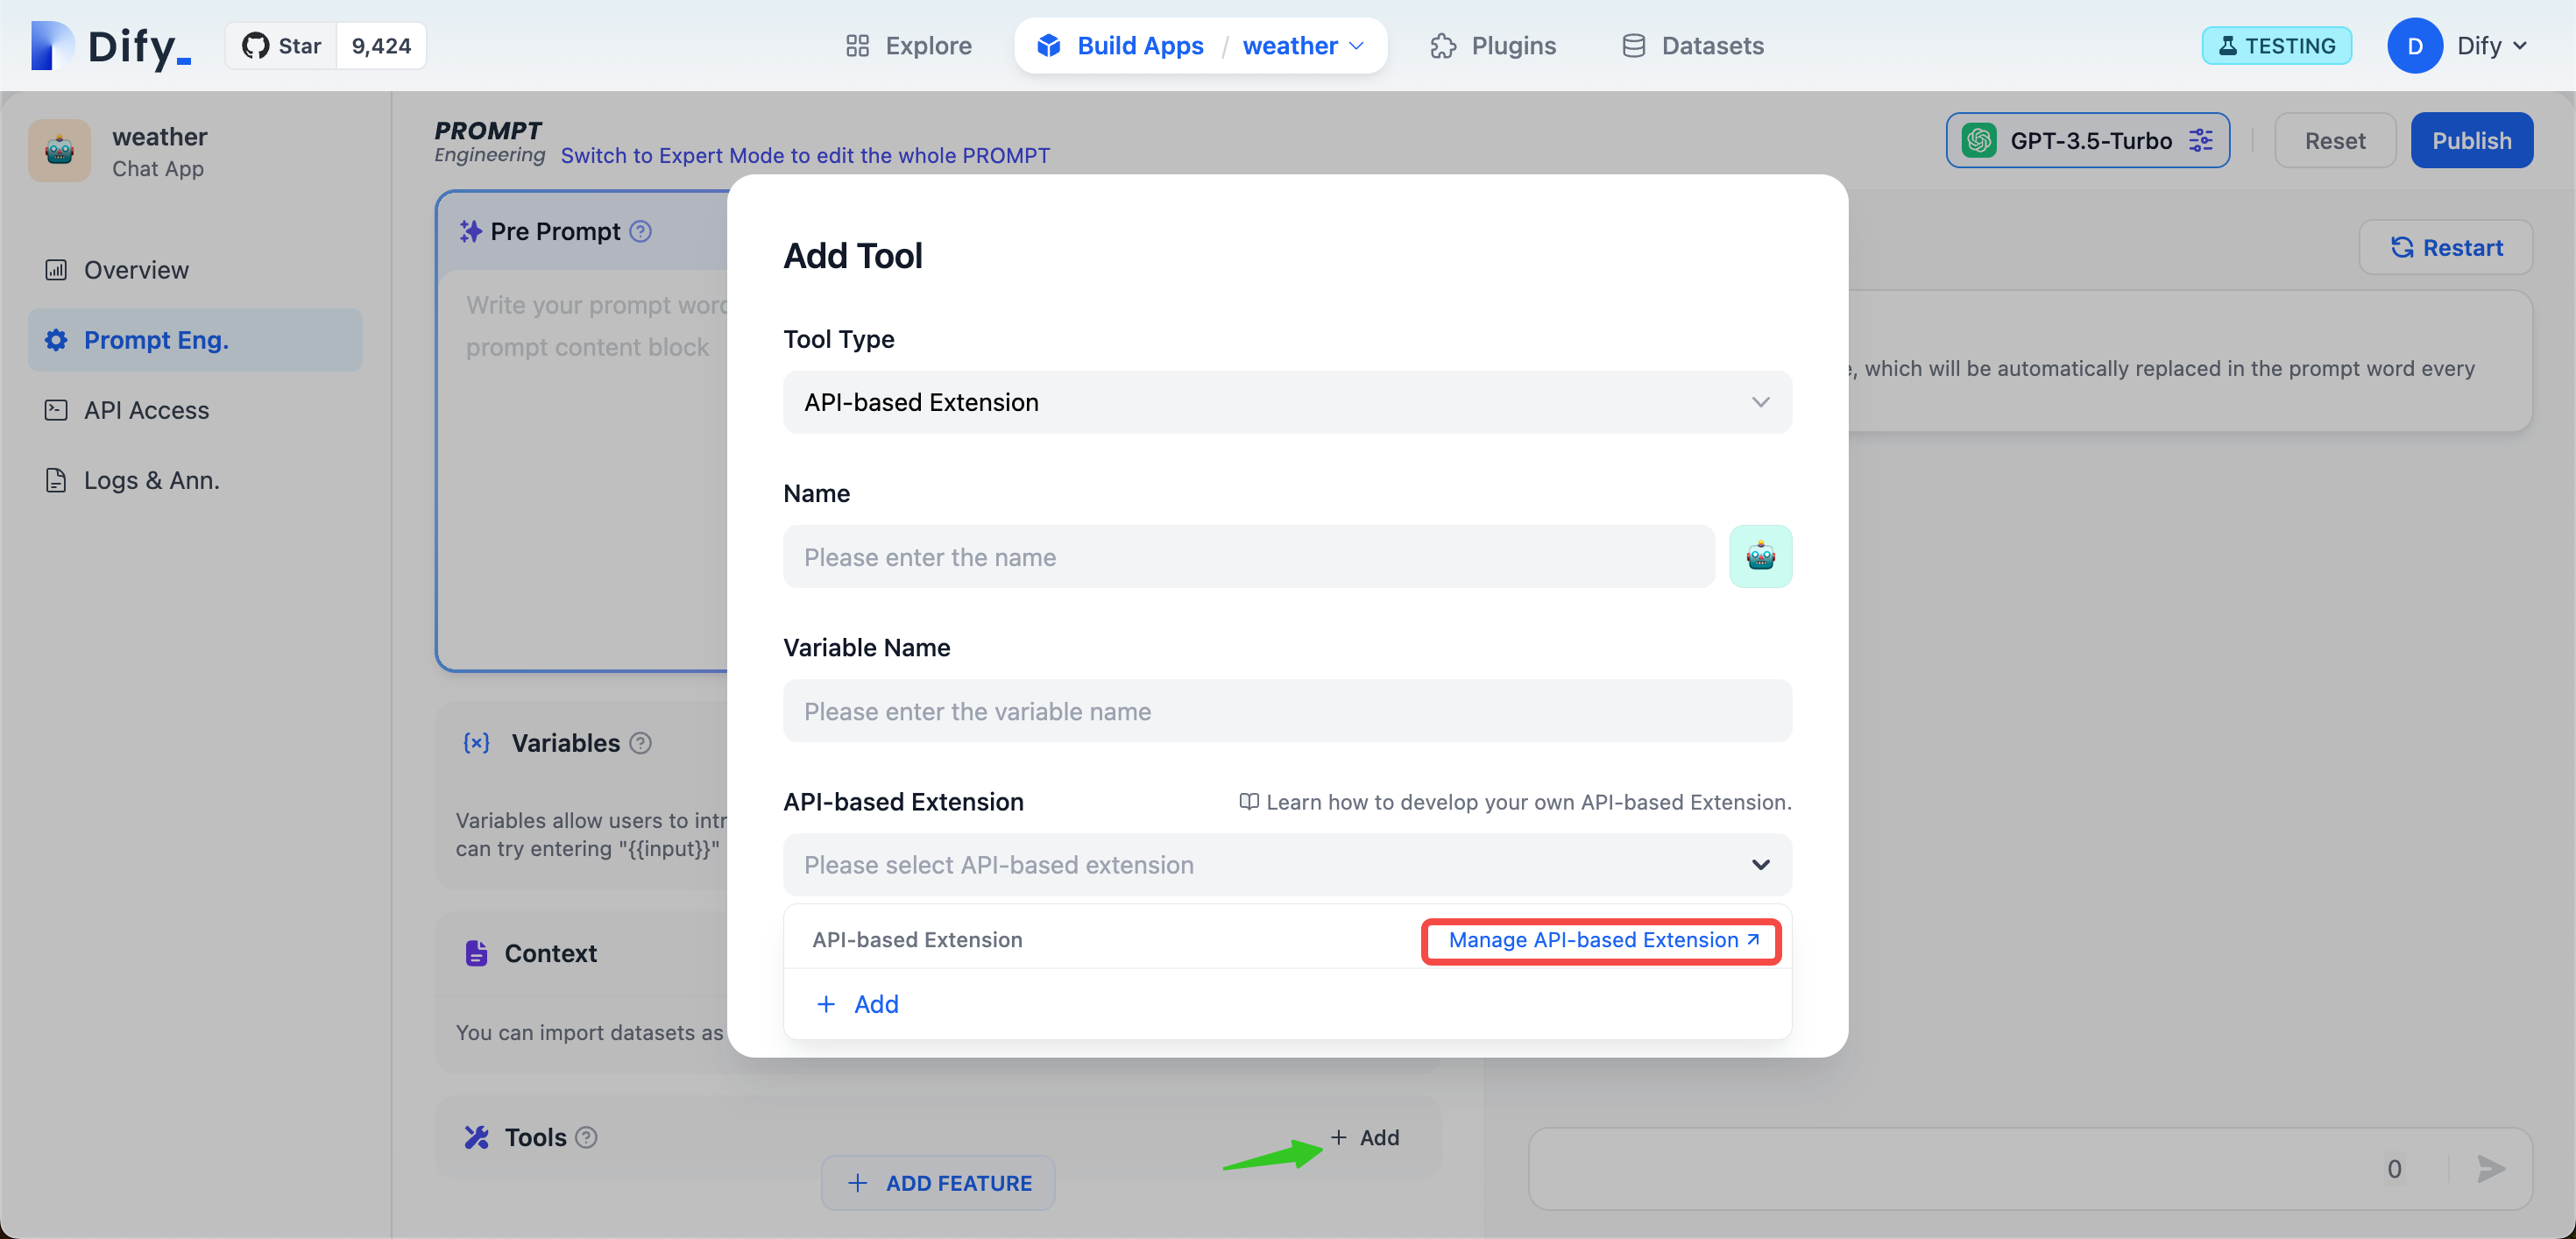 Dify_
Star 9,424
Explore
Build Apps / weather
Plugins
Datasets
TESTING
D Dify
weather
Chat App
Overview
Prompt Eng.
API Access
Logs & Ann.
PROMPT
Engineering
Switch to Expert Mode to edit the whole PROMPT
GPT-3.5-Turbo
Reset
Publish
Pre Prompt
Write your prompt word
prompt content block
Restart
, which will be automatically replaced in the prompt word every
Variables
Variables allow users to intr
can try entering "{{input}}"
Context
You can import datasets as
Tools
+ Add
+ ADD FEATURE
0
Add Tool
Tool Type
API-based Extension
Name
Please enter the name
Variable Name
Please enter the variable name
API-based Extension
Learn how to develop your own API-based Extension.
Please select API-based extension
API-based Extension
Manage API-based Extension
+ Add